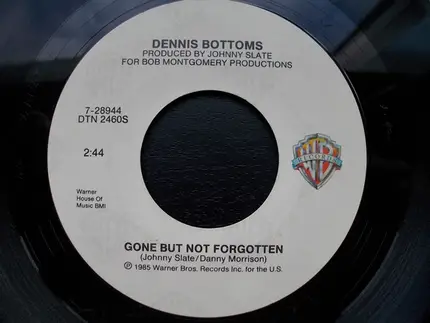 DENNIS BOTTOMS
PRODUCED BY JOHNNY SLATE
FOR BOB MONTGOMERY PRODUCTIONS
7-28944
DTN 2460S
2:44
RECORDS
Warner
House Of
Music BMI
GONE BUT NOT FORGOTTEN
(Johnny Slate/Danny Morrison)
Ⓟ 1985 Warner Bros. Records Inc. for the U.S.